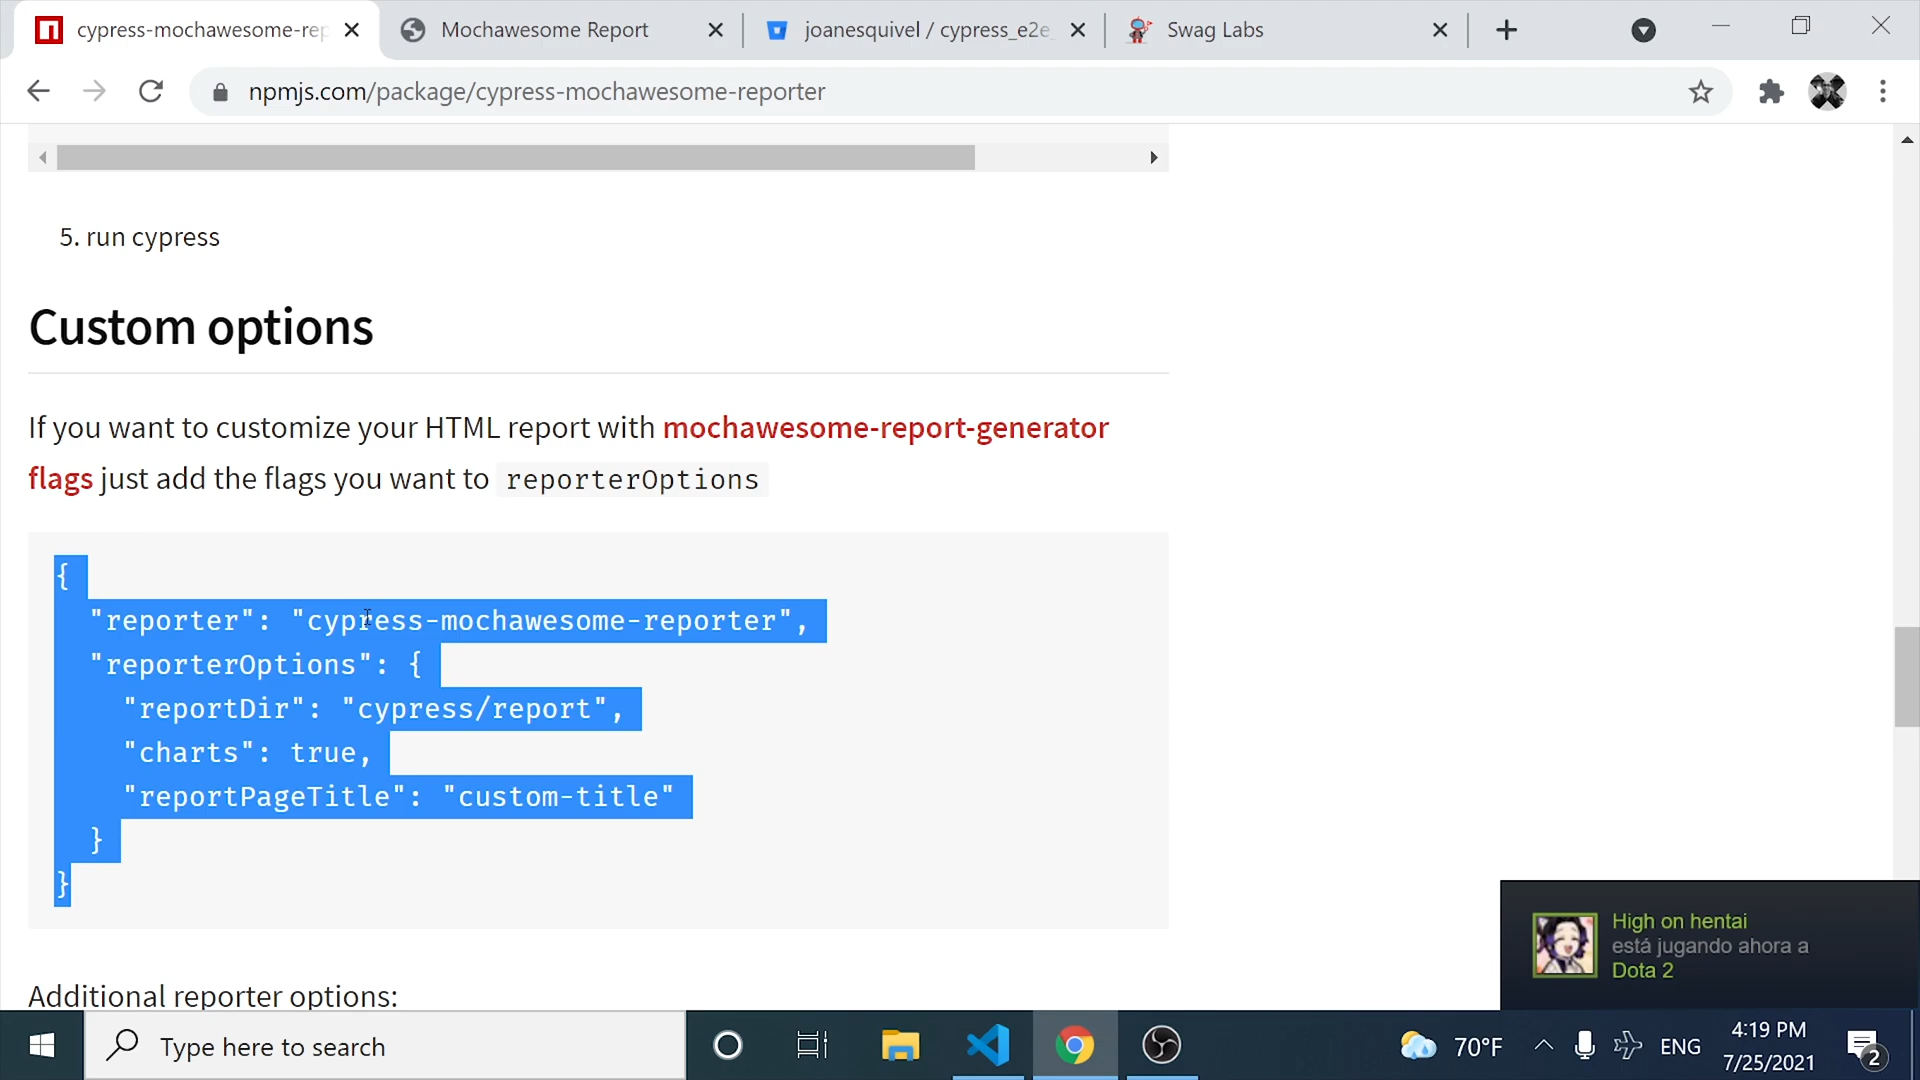 cypress-mochawesome-rep
Mochawesome Report
joanesquivel / cypress_e2e_
Swag Labs
npmjs.com/package/cypress-mochawesome-reporter
5. run cypress
Custom options
If you want to customize your HTML report with mochawesome-report-generator
flags just add the flags you want to reporterOptions
{
"reporter": "cypress-mochawesome-reporter",
"reporterOptions": {
"reportDir": "cypress/report",
"charts": true,
"reportPageTitle": "custom-title"
}
}
Additional reporter options:
High on hentai
está jugando ahora a
Dota 2
Type here to search
70°F
ENG
4:19 PM
7/25/2021
2